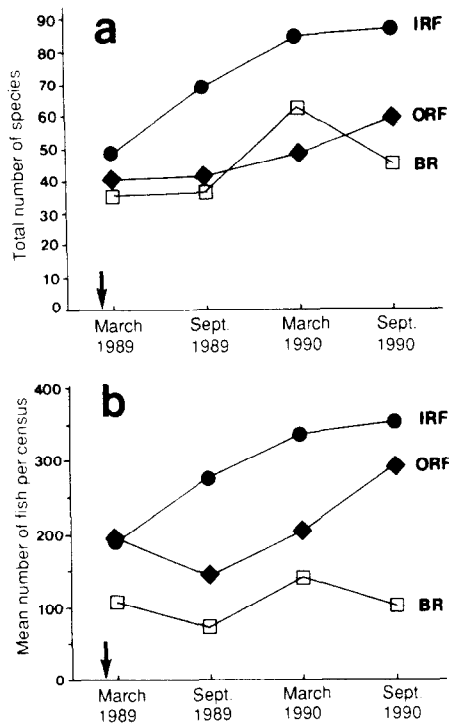 a
Total number of species
90
80
70
60
50
40
30
20
10
0
IRF
ORF
BR
March Sept. March Sept.
1989 1989 1990 1990
b
Mean number of fish per census
400
300
200
100
0
IRF
ORF
BR
March Sept. March Sept.
1989 1989 1990 1990